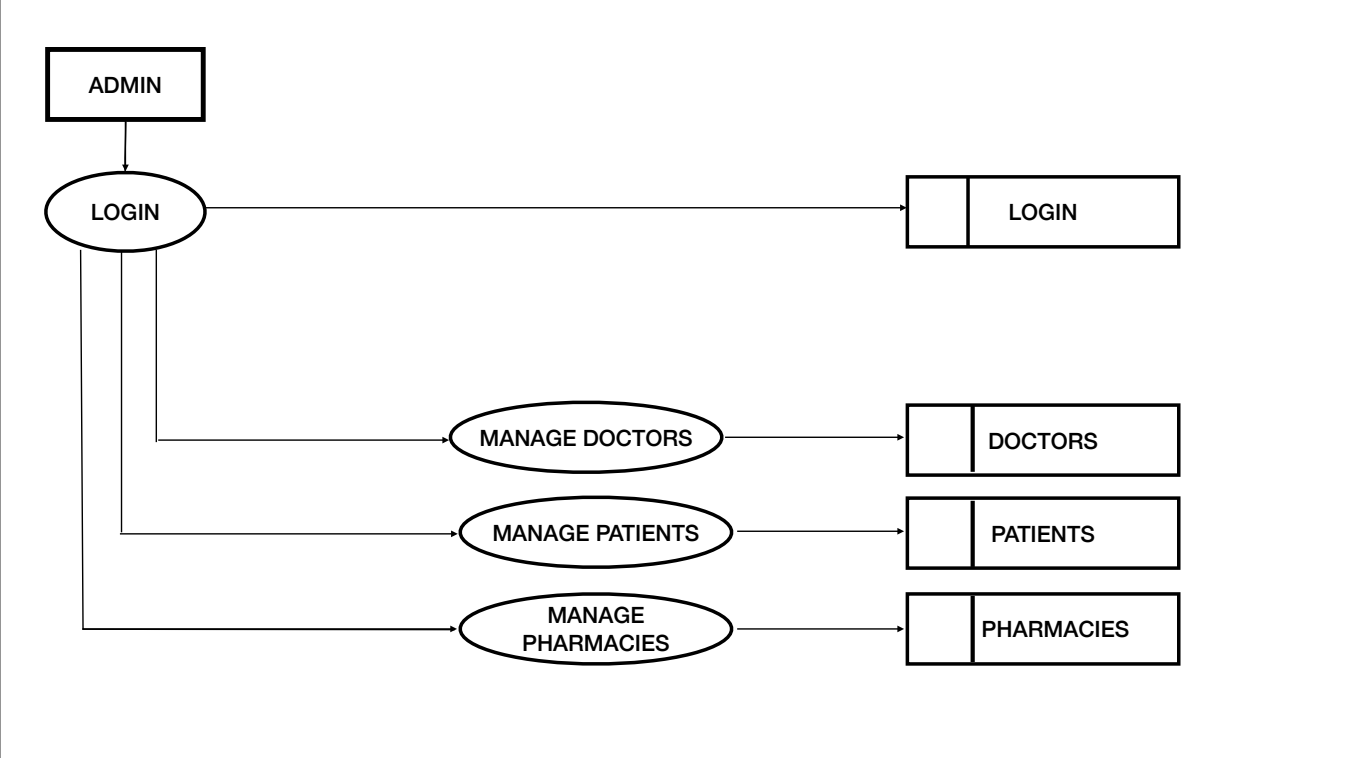 ADMIN
LOGIN
LOGIN
MANAGE DOCTORS
DOCTORS
MANAGE PATIENTS
PATIENTS
MANAGE
PHARMACIES
PHARMACIES